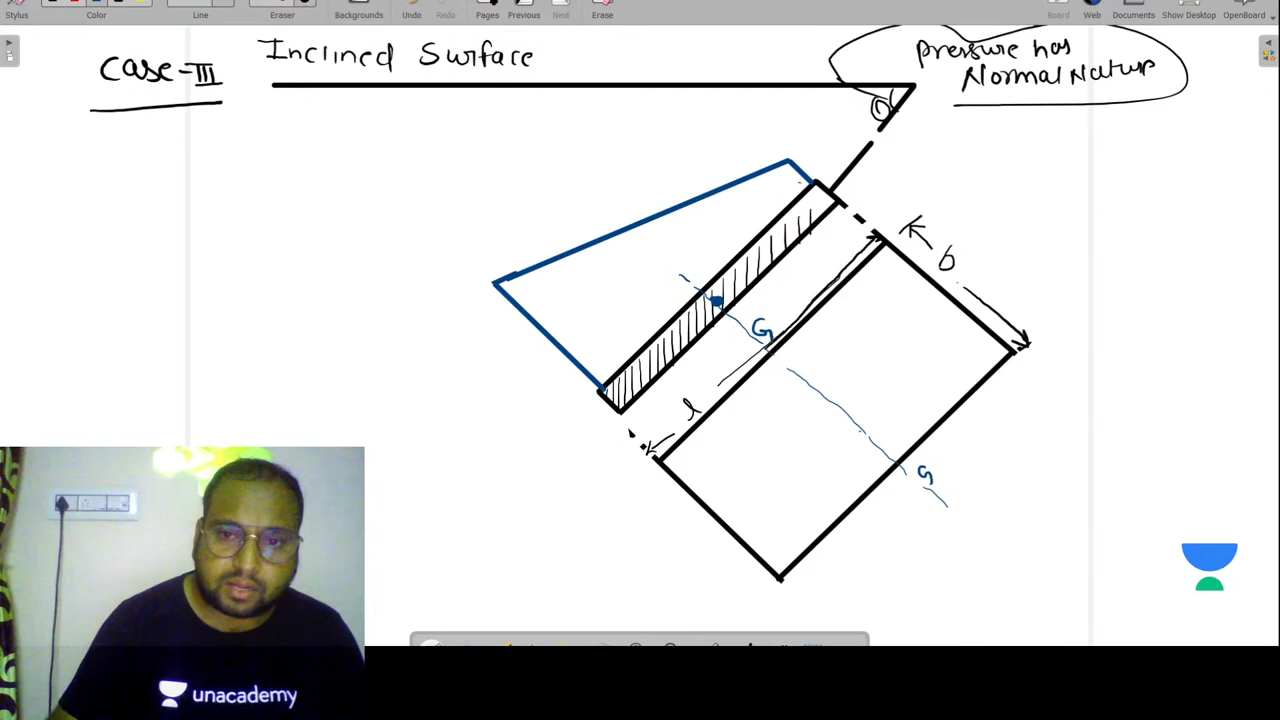 Stylus
Color
Line
Eraser
Backgrounds
Undo
Redo
Pages
Previous
Next
Erase
Board
Web
Documents
Show Desktop
OpenBoard
Case-III
Inclined Surface
Pressure has
Normal Nature
θ
b
G
l
G
unacademy